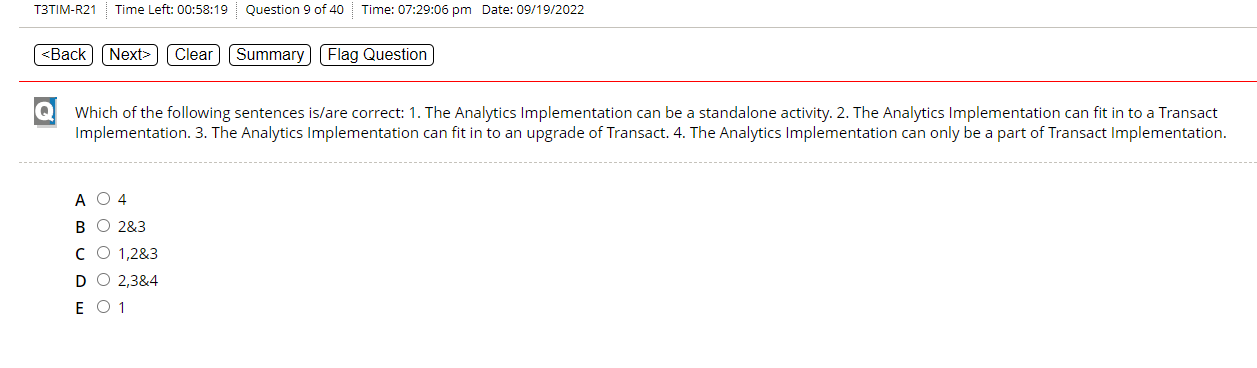 T3TIM-R21 Time Left: 00:58:19 Question 9 of 40 Time: 07:29:06 pm Date: 09/19/2022
<Back Next> Clear Summary Flag Question
Q Which of the following sentences is/are correct: 1. The Analytics Implementation can be a standalone activity. 2. The Analytics Implementation can fit in to a Transact
Implementation. 3. The Analytics Implementation can fit in to an upgrade of Transact. 4. The Analytics Implementation can only be a part of Transact Implementation.
A 4
B 2&3
C 1,2&3
D 2,3&4
E 1